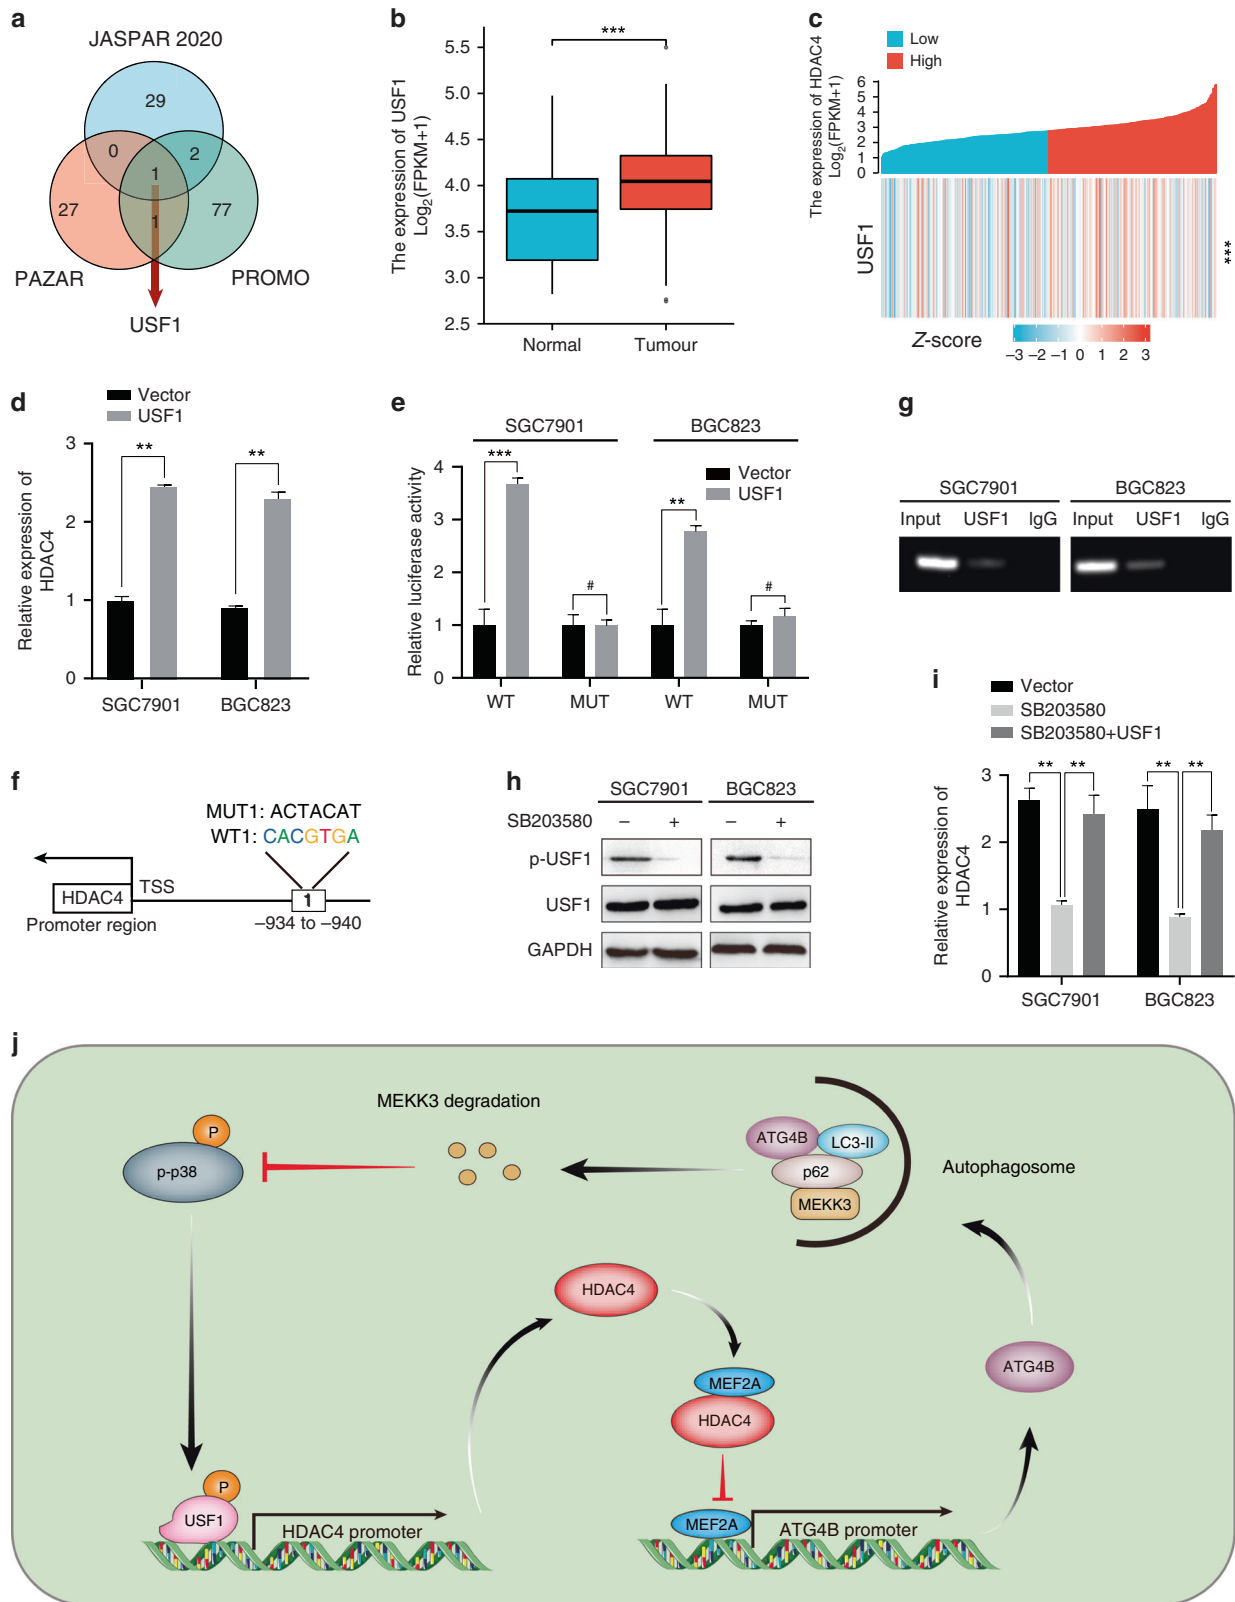 a
JASPAR 2020
29
0
2
1
27
1
77
PAZAR
PROMO
USF1
b
***
The expression of USF1
Log2(FPKM+1)
5.5
5.0
4.5
4.0
3.5
3.0
2.5
Normal
Tumour
c
Low
High
The expression of HDAC4
Log2(FPKM+1)
6
5
4
3
2
1
0
USF1
***
Z-score
−3 −2 −1 0 1 2 3
d
Vector
USF1
Relative expression of
HDAC4
3
2
1
0
** **
SGC7901 BGC823
e
SGC7901 BGC823
Vector
USF1
Relative luciferase activity
4
3
2
1
0
*** # ** #
WT MUT WT MUT
f
MUT1: ACTACAT
WT1: CACGTGA
HDAC4
TSS
1
Promoter region
−934 to −940
g
SGC7901 BGC823
Input USF1 IgG Input USF1 IgG
h
SGC7901 BGC823
SB203580 − + − +
p-USF1
USF1
GAPDH
i
Vector
SB203580
SB203580+USF1
Relative expression of
HDAC4
3
2
1
0
** ** ** **
SGC7901 BGC823
j
MEKK3 degradation
P
p-p38
ATG4B
LC3-II
p62
MEKK3
Autophagosome
HDAC4
MEF2A
HDAC4
ATG4B
P
USF1
HDAC4 promoter
MEF2A
ATG4B promoter